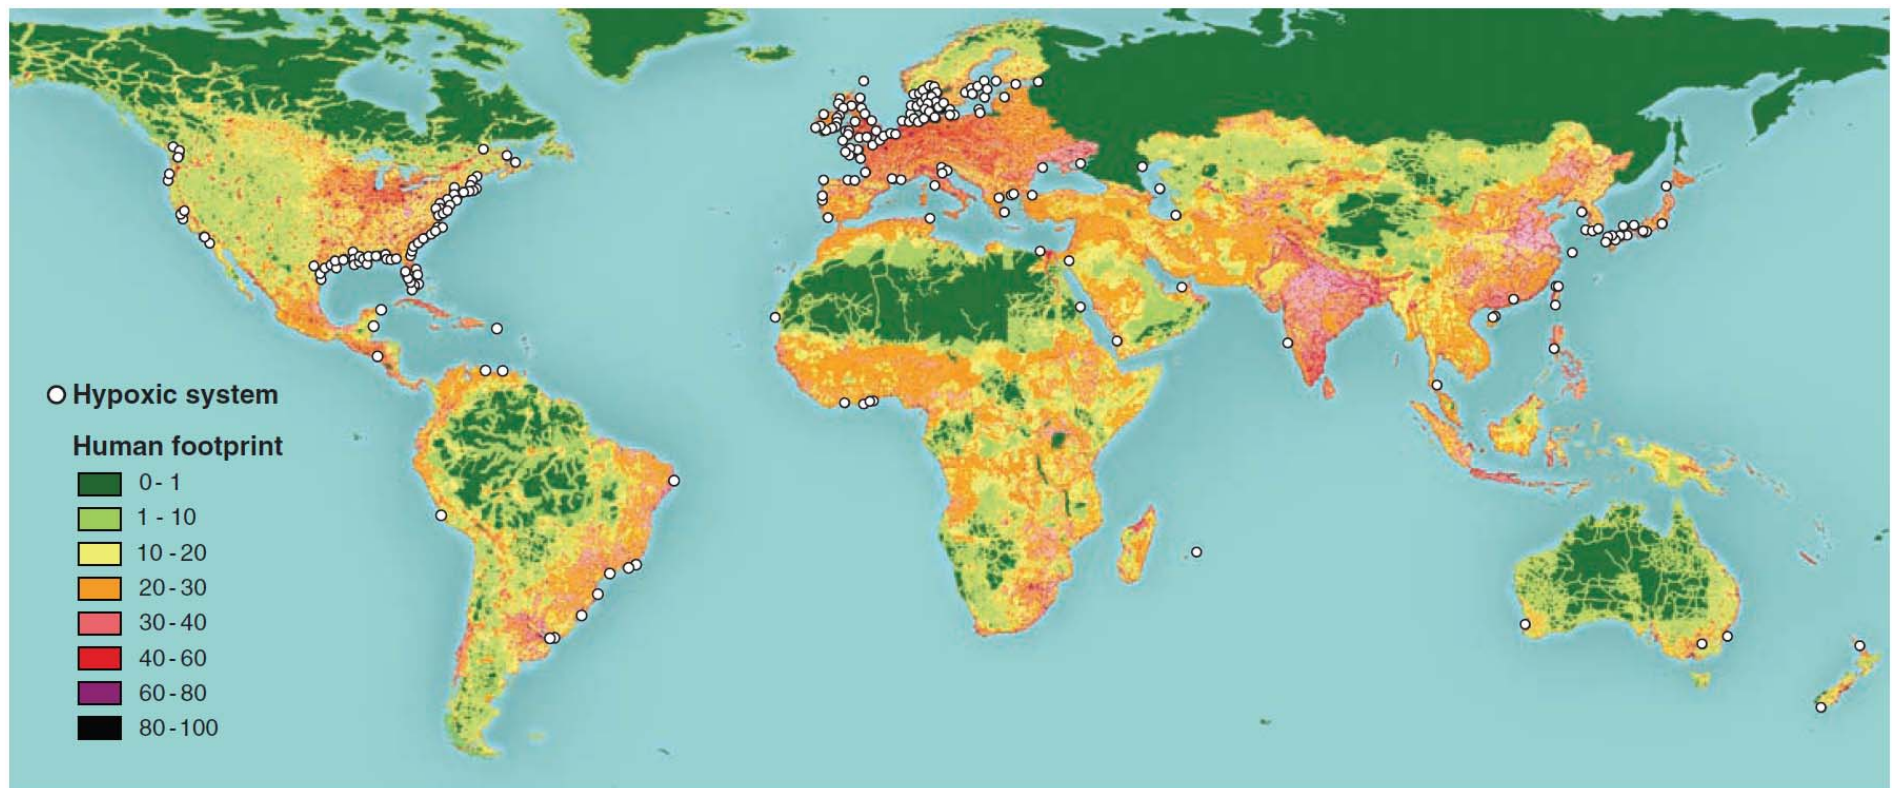 Hypoxic system
Human footprint
0 - 1
1 - 10
10 - 20
20 - 30
30 - 40
40 - 60
60 - 80
80 - 100